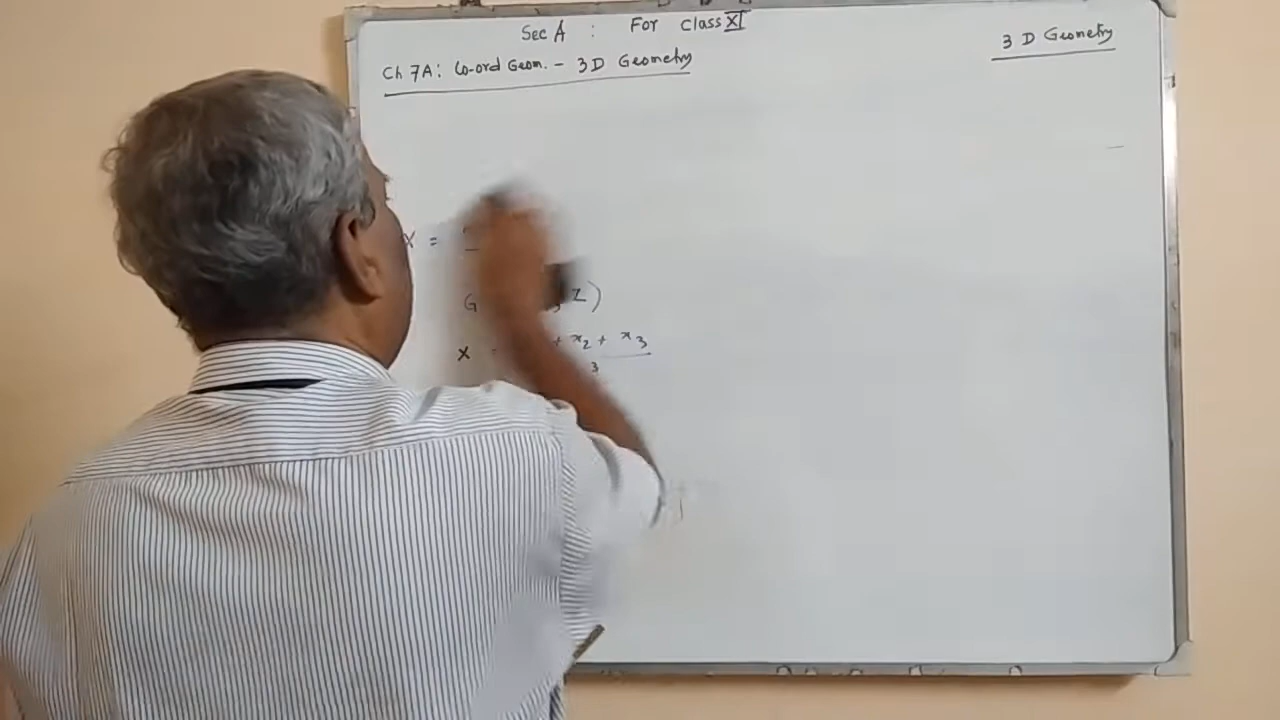 Sec A : For class XI
3 D Geometry
Ch 7A: Co-ord Geom. - 3D Geometry
X =
G Z)
X + x2 + x3
3